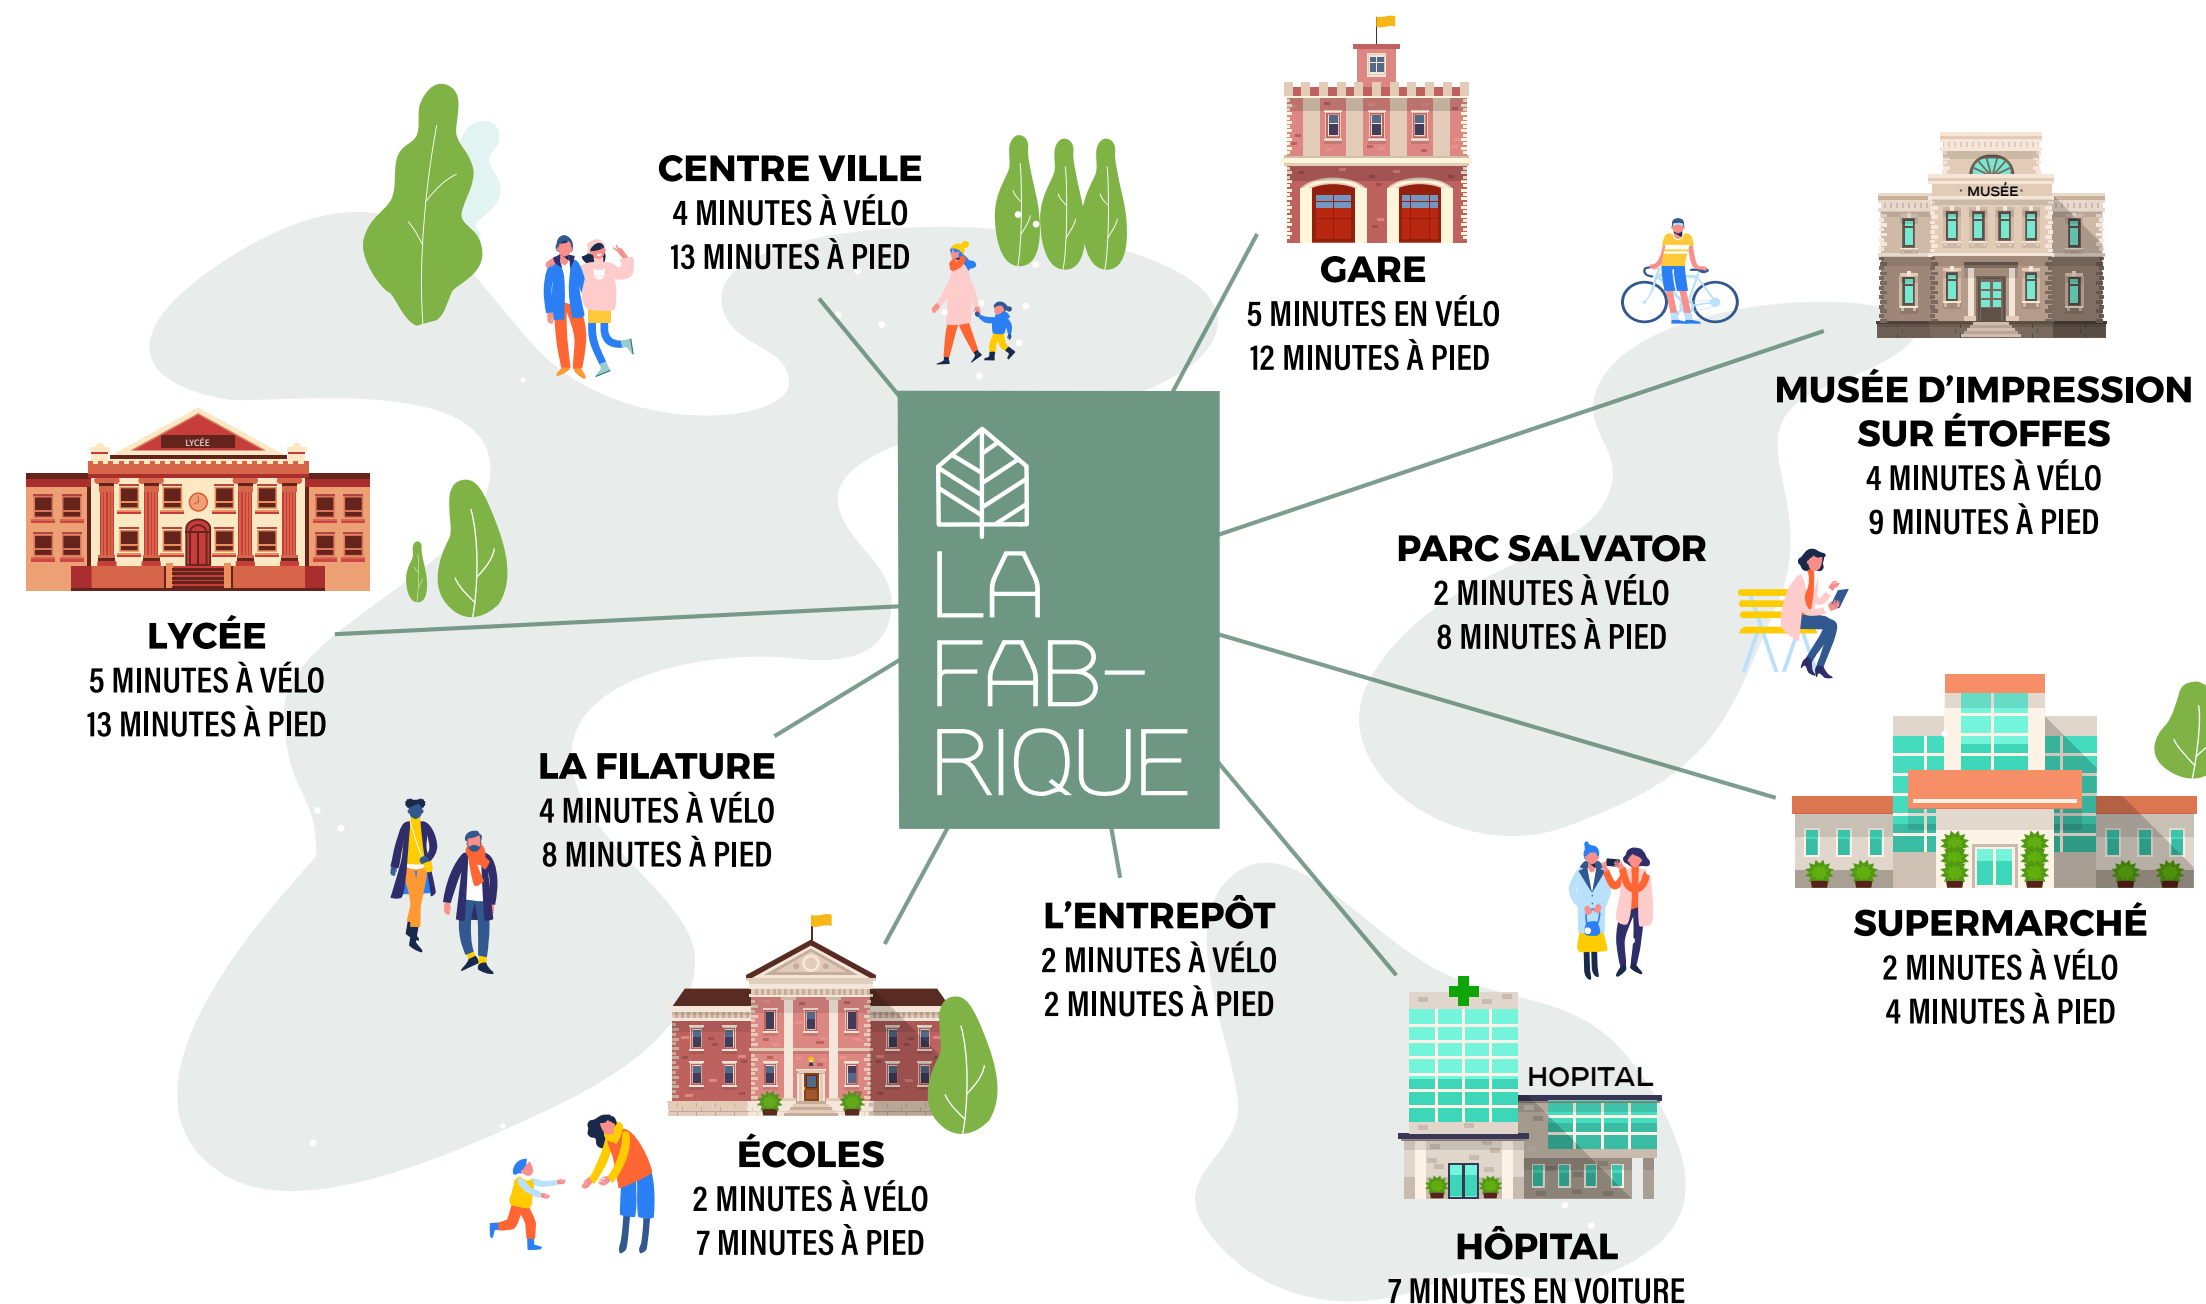 CENTRE VILLE
4 MINUTES À VÉLO
13 MINUTES À PIED
GARE
5 MINUTES EN VÉLO
12 MINUTES À PIED
MUSÉE
MUSÉE D’IMPRESSION
SUR ÉTOFFES
4 MINUTES À VÉLO
9 MINUTES À PIED
LYCÉE
LYCÉE
5 MINUTES À VÉLO
13 MINUTES À PIED
LA
FAB–
RIQUE
PARC SALVATOR
2 MINUTES À VÉLO
8 MINUTES À PIED
LA FILATURE
4 MINUTES À VÉLO
8 MINUTES À PIED
L’ENTREPÔT
2 MINUTES À VÉLO
2 MINUTES À PIED
SUPERMARCHÉ
2 MINUTES À VÉLO
4 MINUTES À PIED
ÉCOLES
2 MINUTES À VÉLO
7 MINUTES À PIED
HOPITAL
HÔPITAL
7 MINUTES EN VOITURE